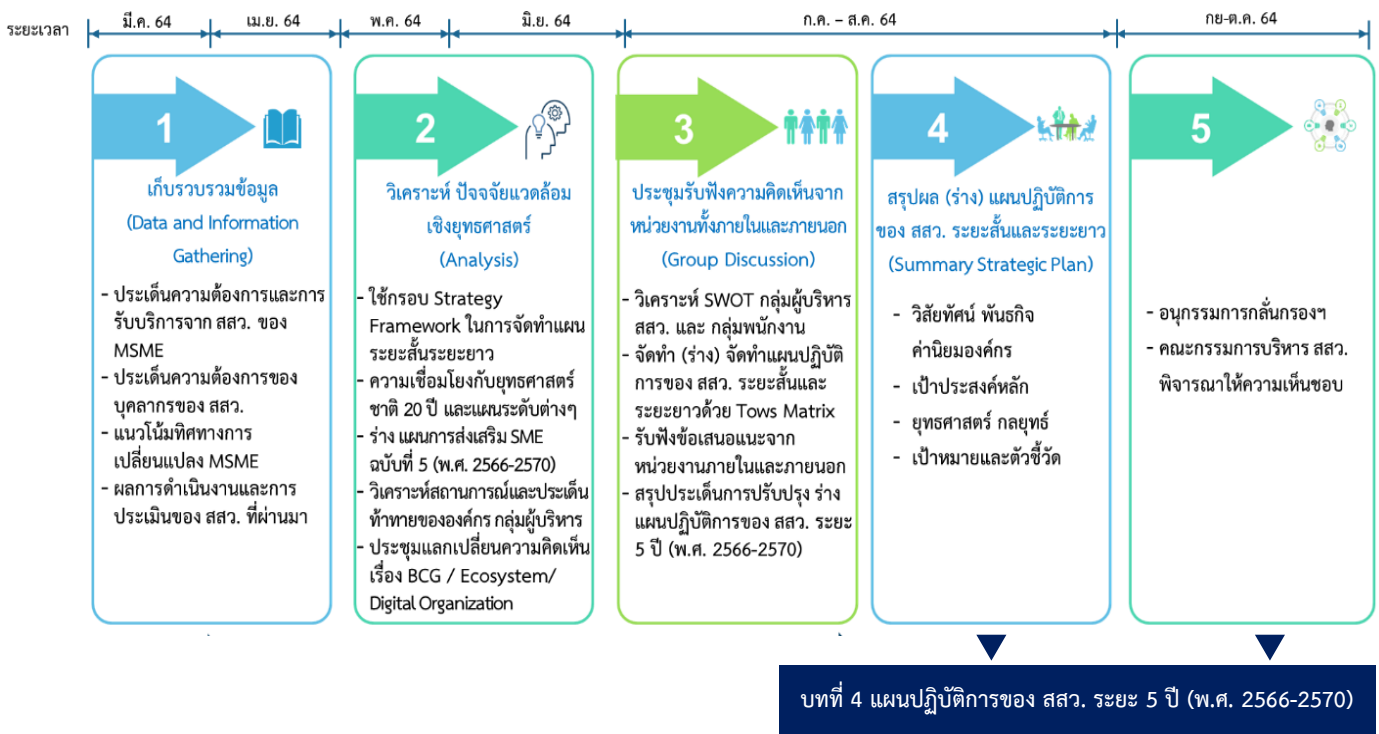 ระยะเวลา
มี.ค. 64
เม.ย. 64
พ.ค. 64
มิ.ย. 64
ก.ค. – ส.ค. 64
กย-ต.ค. 64
1
เก็บรวบรวมข้อมูล
(Data and Information
Gathering)
- ประเด็นความต้องการและการ
รับบริการจาก สสว. ของ
MSME
- ประเด็นความต้องการของ
บุคลากรของ สสว.
- แนวโน้มทิศทางการ
เปลี่ยนแปลง MSME
- ผลการดำเนินงานและการ
ประเมินของ สสว. ที่ผ่านมา
2
วิเคราะห์ ปัจจัยแวดล้อม
เชิงยุทธศาสตร์
(Analysis)
- ใช้กรอบ Strategy
Framework ในการจัดทำแผน
ระยะสั้นระยะยาว
- ความเชื่อมโยงกับยุทธศาสตร์
ชาติ 20 ปี และแผนระดับต่างๆ
- ร่าง แผนการส่งเสริม SME
ฉบับที่ 5 (พ.ศ. 2566-2570)
- วิเคราะห์สถานการณ์และประเด็น
ท้าทายขององค์กร กลุ่มผู้บริหาร
- ประชุมแลกเปลี่ยนความคิดเห็น
เรื่อง BCG / Ecosystem/
Digital Organization
3
ประชุมรับฟังความคิดเห็นจาก
หน่วยงานทั้งภายในและภายนอก
(Group Discussion)
- วิเคราะห์ SWOT กลุ่มผู้บริหาร
สสว. และ กลุ่มพนักงาน
- จัดทำ (ร่าง) จัดทำแผนปฏิบัติ
การของ สสว. ระยะสั้นและ
ระยะยาวด้วย Tows Matrix
- รับฟังข้อเสนอแนะจาก
หน่วยงานภายในและภายนอก
- สรุปประเด็นการปรับปรุง ร่าง
แผนปฏิบัติการของ สสว. ระยะ
5 ปี (พ.ศ. 2566-2570)
4
สรุปผล (ร่าง) แผนปฏิบัติการ
ของ สสว. ระยะสั้นและระยะยาว
(Summary Strategic Plan)
- วิสัยทัศน์ พันธกิจ
ค่านิยมองค์กร
- เป้าประสงค์หลัก
- ยุทธศาสตร์ กลยุทธ์
- เป้าหมายและตัวชี้วัด
5
- อนุกรรมการกลั่นกรองฯ
- คณะกรรมการบริหาร สสว.
พิจารณาให้ความเห็นชอบ
บทที่ 4 แผนปฏิบัติการของ สสว. ระยะ 5 ปี (พ.ศ. 2566-2570)